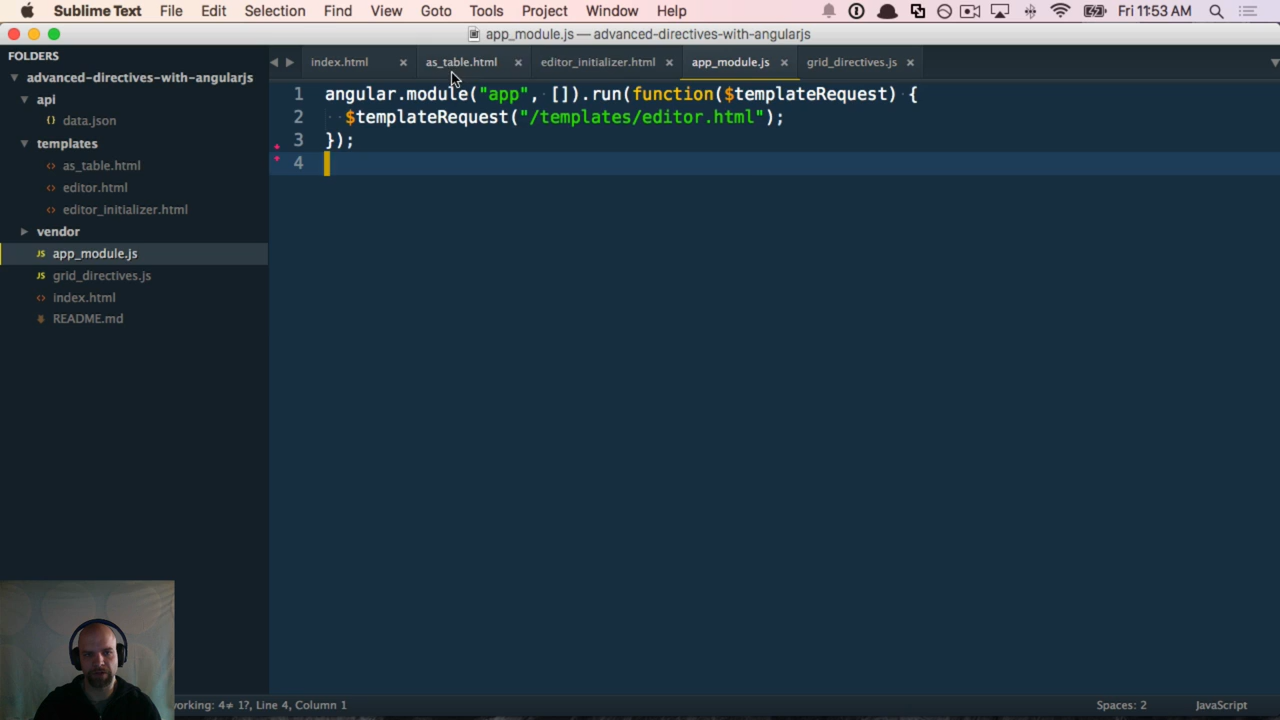 Sublime Text File Edit Selection Find View Goto Tools Project Window Help Fri 11:53 AM
app_module.js — advanced-directives-with-angularjs
FOLDERS
advanced-directives-with-angularjs
api
data.json
templates
as_table.html
editor.html
editor_initializer.html
vendor
app_module.js
grid_directives.js
index.html
README.md
index.html as_table.html editor_initializer.html app_module.js grid_directives.js
1 angular.module("app", []).run(function($templateRequest) {
2 $templateRequest("/templates/editor.html");
3 });
4
Line 4, Column 1 Spaces: 2 JavaScript